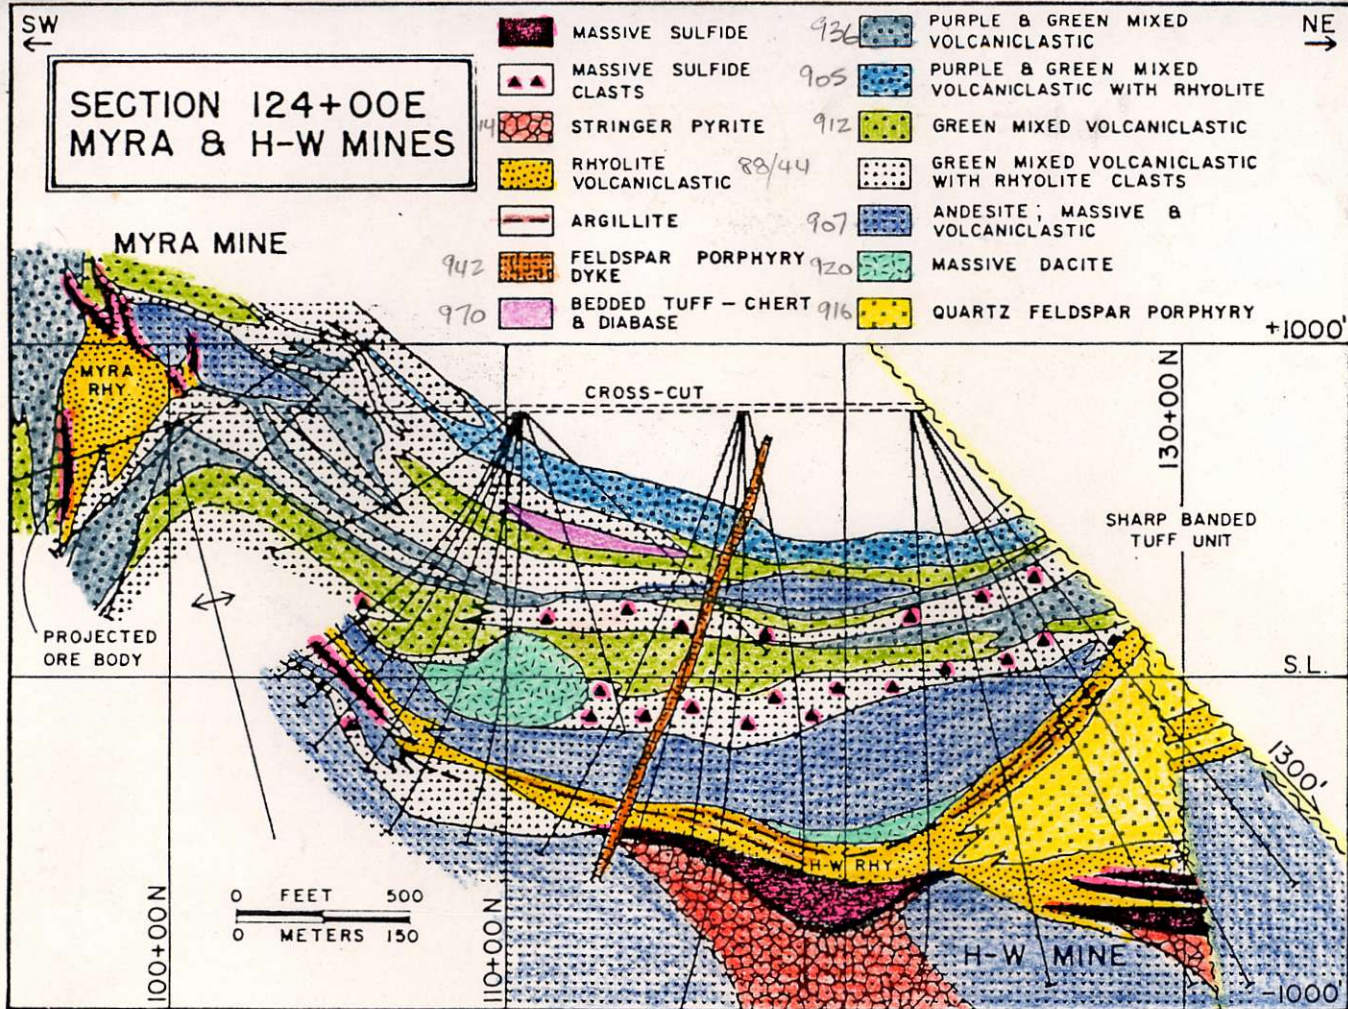 SW
NE
SECTION 124+00E
MYRA & H-W MINES
MASSIVE SULFIDE
MASSIVE SULFIDE
CLASTS
14 STRINGER PYRITE
RHYOLITE
VOLCANICLASTIC 88/44
ARGILLITE
942 FELDSPAR PORPHYRY
DYKE
970 BEDDED TUFF - CHERT
& DIABASE
936 PURPLE & GREEN MIXED
VOLCANICLASTIC
905 PURPLE & GREEN MIXED
VOLCANICLASTIC WITH RHYOLITE
912 GREEN MIXED VOLCANICLASTIC
GREEN MIXED VOLCANICLASTIC
WITH RHYOLITE CLASTS
907 ANDESITE; MASSIVE &
VOLCANICLASTIC
920 MASSIVE DACITE
916 QUARTZ FELDSPAR PORPHYRY
+1000'
MYRA MINE
MYRA
RHY
CROSS-CUT
130+00 N
SHARP BANDED
TUFF UNIT
PROJECTED
ORE BODY
S.L.
1300'
H-W RHY
0 FEET 500
0 METERS 150
100+00 N
110+00 N
H-W MINE
-1000'